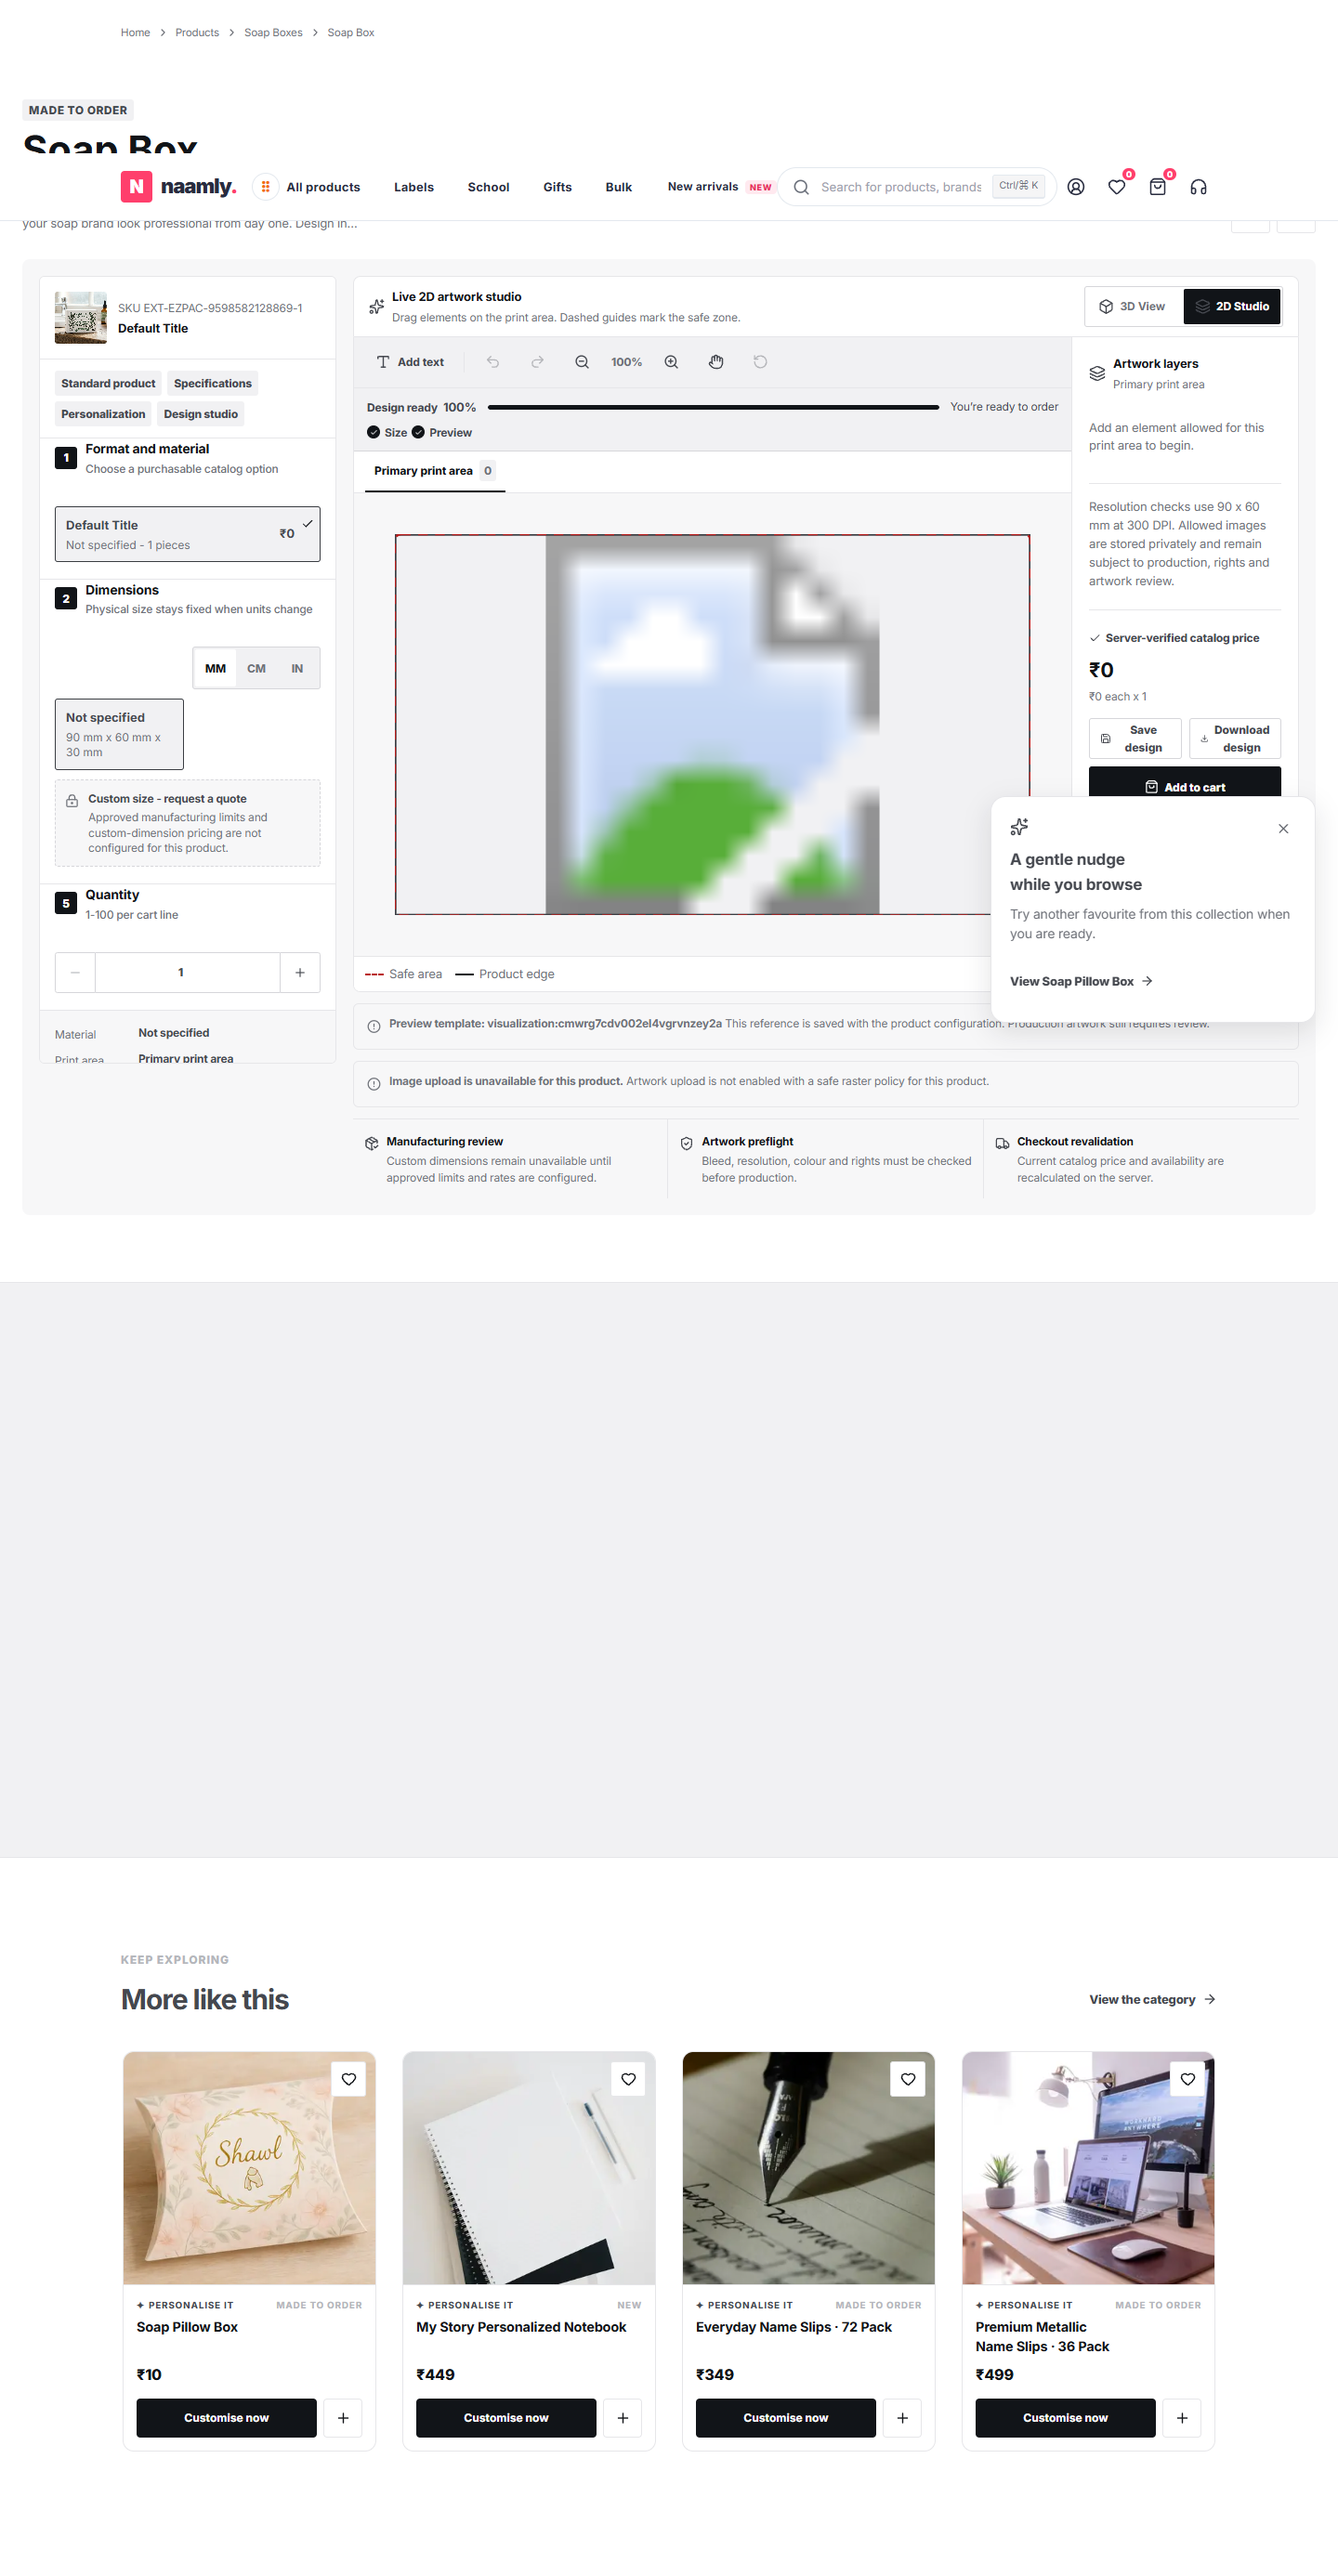 Home > Products > Soap Boxes > Soap Box
MADE TO ORDER
Soap Box
N naamly.
All products
Labels
School
Gifts
Bulk
New arrivals NEW
Search for products, brands
Ctrl/⌘ K
0
0
your soap brand look professional from day one. Design in...
SKU EXT-EZPAC-9598582128869-1
Default Title
Standard product
Specifications
Personalization
Design studio
1
Format and material
Choose a purchasable catalog option
Default Title
Not specified - 1 pieces
₹0
2
Dimensions
Physical size stays fixed when units change
MM
CM
IN
Not specified
90 mm x 60 mm x
30 mm
Custom size - request a quote
Approved manufacturing limits and
custom-dimension pricing are not
configured for this product.
5
Quantity
1-100 per cart line
1
Material
Not specified
Print area
Primary print area
Live 2D artwork studio
Drag elements on the print area. Dashed guides mark the safe zone.
3D View
2D Studio
Add text
100%
Design ready 100%
You're ready to order
Size
Preview
Primary print area 0
Safe area
Product edge
Artwork layers
Primary print area
Add an element allowed for this
print area to begin.
Resolution checks use 90 x 60
mm at 300 DPI. Allowed images
are stored privately and remain
subject to production, rights and
artwork review.
Server-verified catalog price
₹0
₹0 each x 1
Save
design
Download
design
Add to cart
A gentle nudge
while you browse
Try another favourite from this collection when
you are ready.
View Soap Pillow Box
Preview template: visualization:cmwrg7cdv002el4vgrvnzey2a This reference is saved with the product configuration. Production artwork still requires review.
Image upload is unavailable for this product. Artwork upload is not enabled with a safe raster policy for this product.
Manufacturing review
Custom dimensions remain unavailable until
approved limits and rates are configured.
Artwork preflight
Bleed, resolution, colour and rights must be checked
before production.
Checkout revalidation
Current catalog price and availability are
recalculated on the server.
KEEP EXPLORING
More like this
View the category
Shawl
✦ PERSONALISE IT
MADE TO ORDER
Soap Pillow Box
₹10
Customise now
✦ PERSONALISE IT
NEW
My Story Personalized Notebook
₹449
Customise now
✦ PERSONALISE IT
MADE TO ORDER
Everyday Name Slips · 72 Pack
₹349
Customise now
✦ PERSONALISE IT
MADE TO ORDER
Premium Metallic
Name Slips · 36 Pack
₹499
Customise now